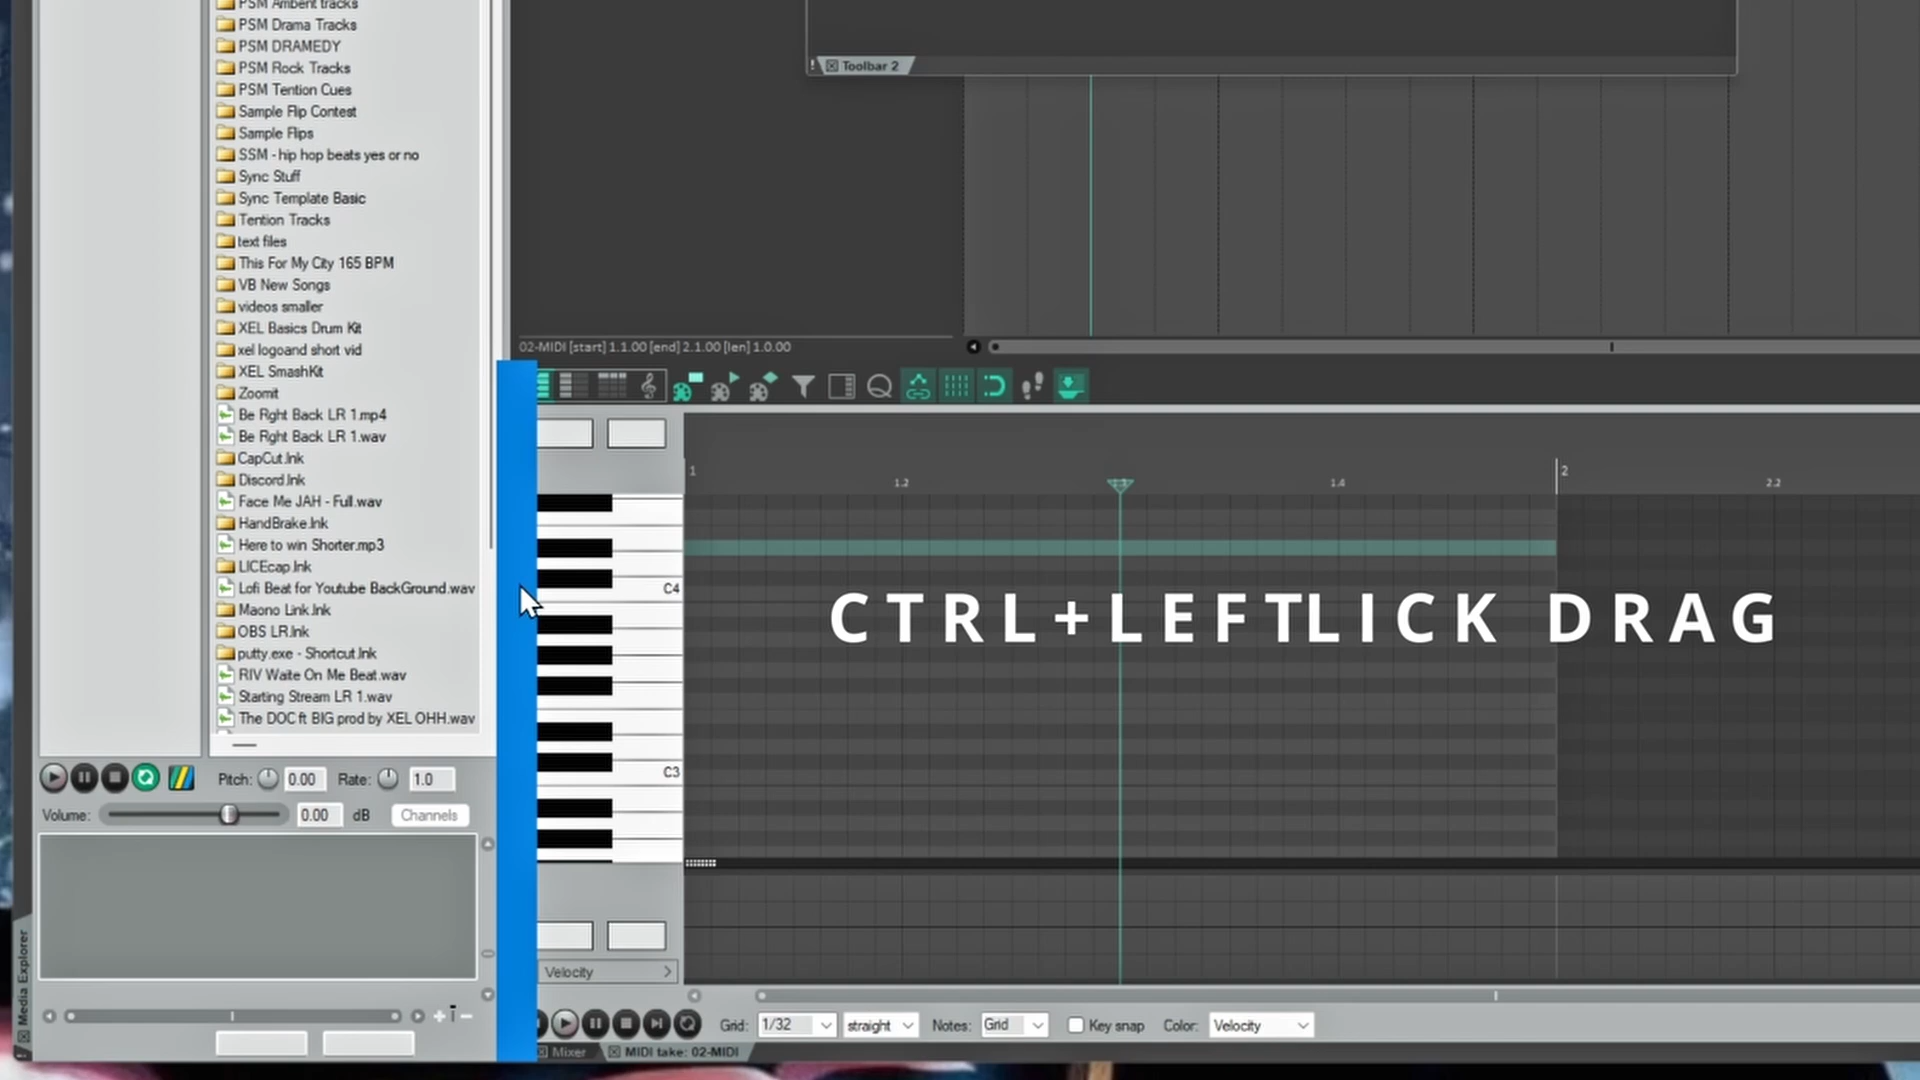 PSM Ambent tracks
PSM Drama Tracks
PSM DRAMEDY
PSM Rock Tracks
PSM Tention Cues
Sample Flip Contest
Sample Flips
SSM - hip hop beats yes or no
Sync Stuff
Sync Template Basic
Tention Tracks
text files
This For My City 165 BPM
VB New Songs
videos smaller
XEL Basics Drum Kit
xel logoand short vid
XEL SmashKit
Zoomit
Be Rght Back LR 1.mp4
Be Rght Back LR 1.wav
CapCut.lnk
Discord.lnk
Face Me JAH - Full.wav
HandBrake.lnk
Here to win Shorter.mp3
LICEcap.lnk
Lofi Beat for Youtube BackGround.wav
Maono Link.lnk
OBS LR.lnk
putty.exe - Shortcut.lnk
RIV Waite On Me Beat.wav
Starting Stream LR 1.wav
The DOC ft BIG prod by XEL OHH.wav
Pitch: 0.00 Rate: 1.0
Volume: 0.00 dB Channels
Media Explorer
! Toolbar 2
02-MIDI [start] 1.1.00 [end] 2.1.00 [len] 1.0.00
1 2
1.2 1.4 2.2
C4
CTRL+LEFTLICK DRAG
C3
Velocity
Grid: 1/32 straight Notes: Grid Key snap Color: Velocity
Mixer MIDI take: 02-MIDI